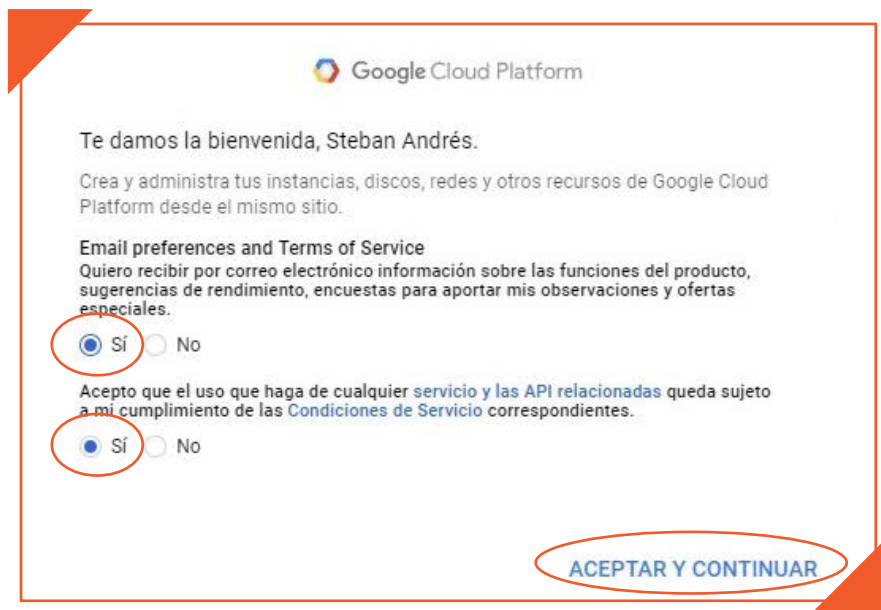 Google Cloud Platform
Te damos la bienvenida, Steban Andrés.
Crea y administra tus instancias, discos, redes y otros recursos de Google Cloud
Platform desde el mismo sitio.
Email preferences and Terms of Service
Quiero recibir por correo electrónico información sobre las funciones del producto,
sugerencias de rendimiento, encuestas para aportar mis observaciones y ofertas
especiales.
Sí No
Acepto que el uso que haga de cualquier servicio y las API relacionadas queda sujeto
a mi cumplimiento de las Condiciones de Servicio correspondientes.
Sí No
ACEPTAR Y CONTINUAR